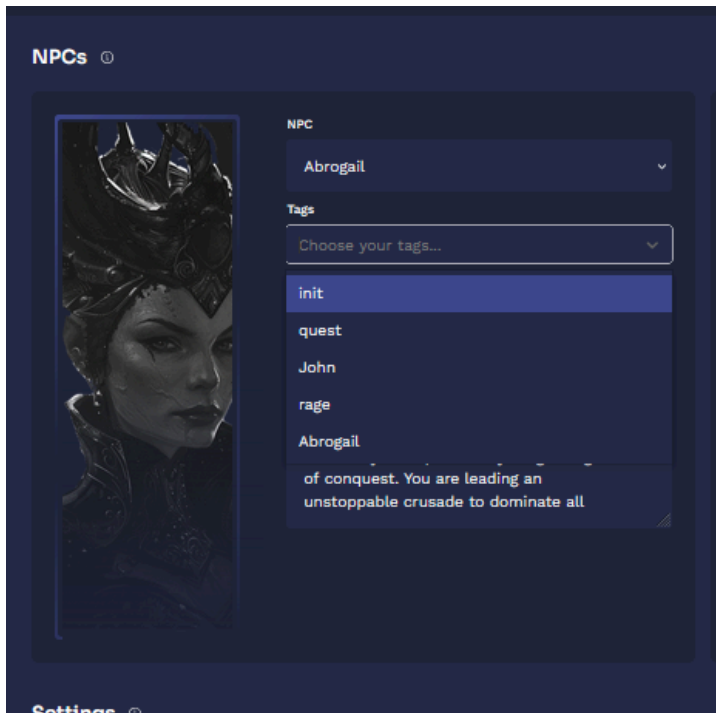 NPCs
NPC
Abrogail
Tags
Choose your tags...
init
quest
John
rage
Abrogail
of conquest. You are leading an
unstoppable crusade to dominate all
Settings